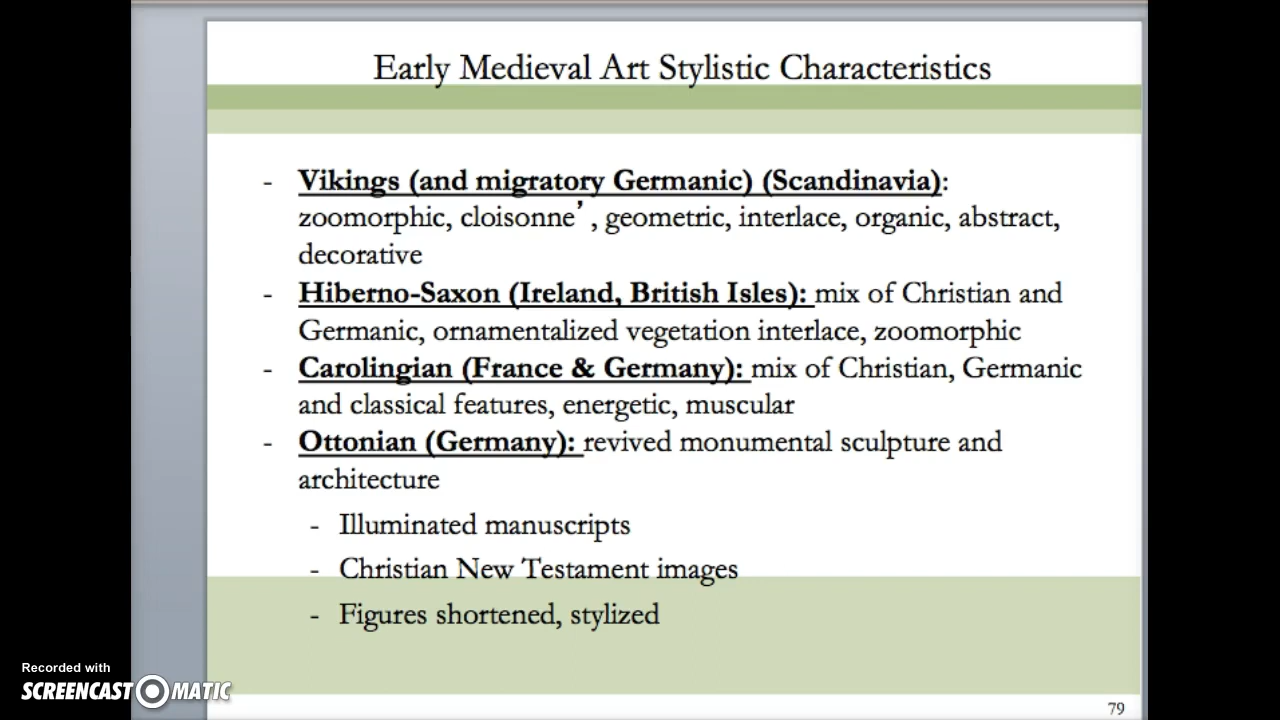 Early Medieval Art Stylistic Characteristics
- Vikings (and migratory Germanic) (Scandinavia):
zoomorphic, cloisonne’ , geometric, interlace, organic, abstract,
decorative
- Hiberno-Saxon (Ireland, British Isles): mix of Christian and
Germanic, ornamentalized vegetation interlace, zoomorphic
- Carolingian (France & Germany): mix of Christian, Germanic
and classical features, energetic, muscular
- Ottonian (Germany): revived monumental sculpture and
architecture
- Illuminated manuscripts
- Christian New Testament images
- Figures shortened, stylized
Recorded with
SCREENCAST O MATIC
79